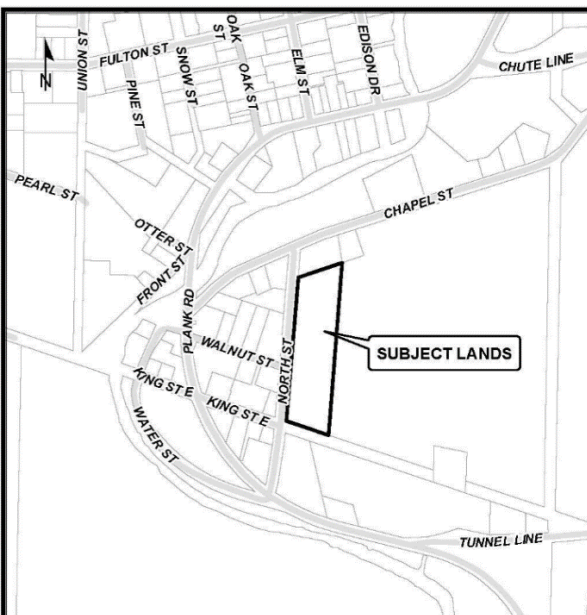 OAK ST
FULTON ST
UNION ST
N
SNOW ST
PINE ST
OAK ST
ELM ST
EDISON DR
CHUTE LINE
PEARL ST
CHAPEL ST
OTTER ST
FRONT ST
PLANK RD
WALNUT ST
NORTH ST
SUBJECT LANDS
KING ST E
KING ST E
WATER ST
TUNNEL LINE